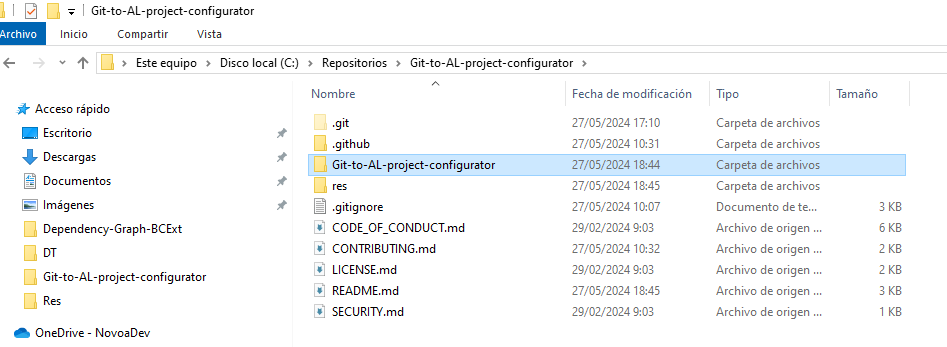 Git-to-AL-project-configurator
Archivo Inicio Compartir Vista
Este equipo Disco local (C:) Repositorios Git-to-AL-project-configurator
Nombre Fecha de modificación Tipo Tamaño
Acceso rápido
Escritorio
Descargas
Documentos
Imágenes
Dependency-Graph-BCExt
DT
Git-to-AL-project-configurator
Res
OneDrive - NovoaDev
.git 27/05/2024 17:10 Carpeta de archivos
.github 27/05/2024 10:31 Carpeta de archivos
Git-to-AL-project-configurator 27/05/2024 18:44 Carpeta de archivos
res 27/05/2024 18:45 Carpeta de archivos
.gitignore 27/05/2024 10:07 Documento de te... 3 KB
CODE_OF_CONDUCT.md 29/02/2024 9:03 Archivo de origen ... 6 KB
CONTRIBUTING.md 27/05/2024 10:32 Archivo de origen ... 2 KB
LICENSE.md 29/02/2024 9:03 Archivo de origen ... 2 KB
README.md 27/05/2024 18:45 Archivo de origen ... 3 KB
SECURITY.md 29/02/2024 9:03 Archivo de origen ... 1 KB